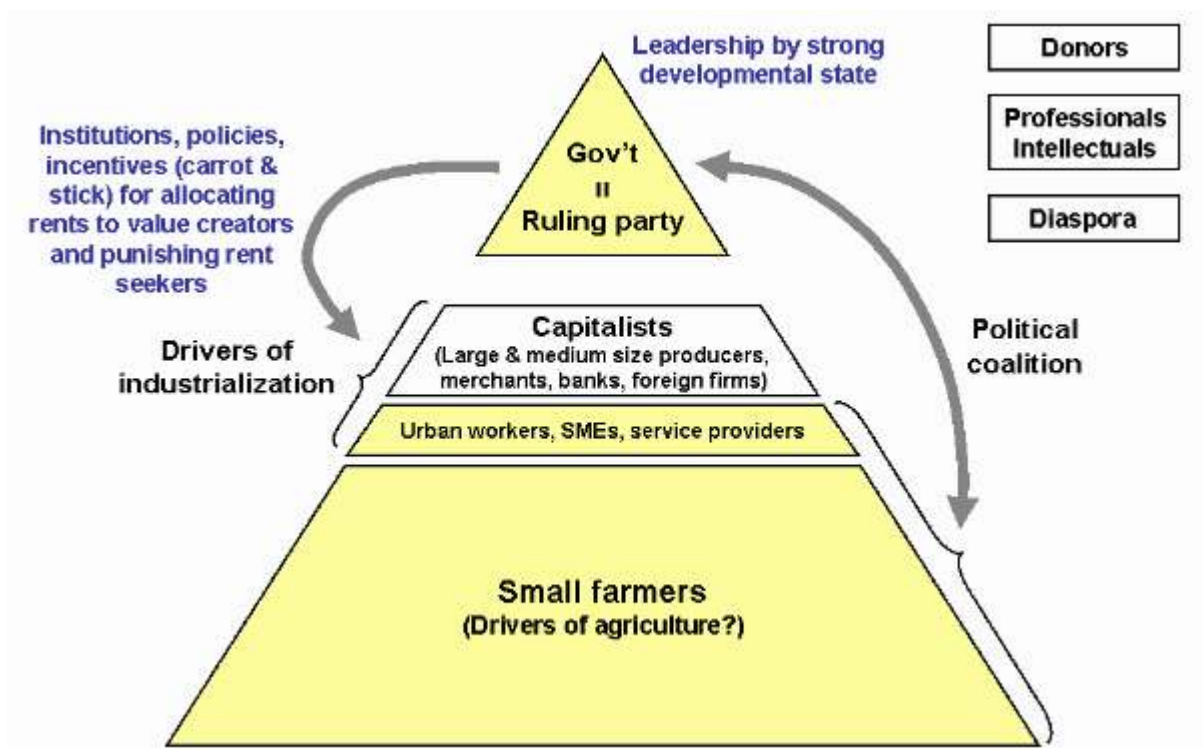 Leadership by strong
developmental state
Donors
Professionals
Intellectuals
Diaspora
Institutions, policies,
incentives (carrot &
stick) for allocating
rents to value creators
and punishing rent
seekers
Gov't
=
Ruling party
Drivers of
industrialization
Capitalists
(Large & medium size producers,
merchants, banks, foreign firms)
Political
coalition
Urban workers, SMEs, service providers
Small farmers
(Drivers of agriculture?)